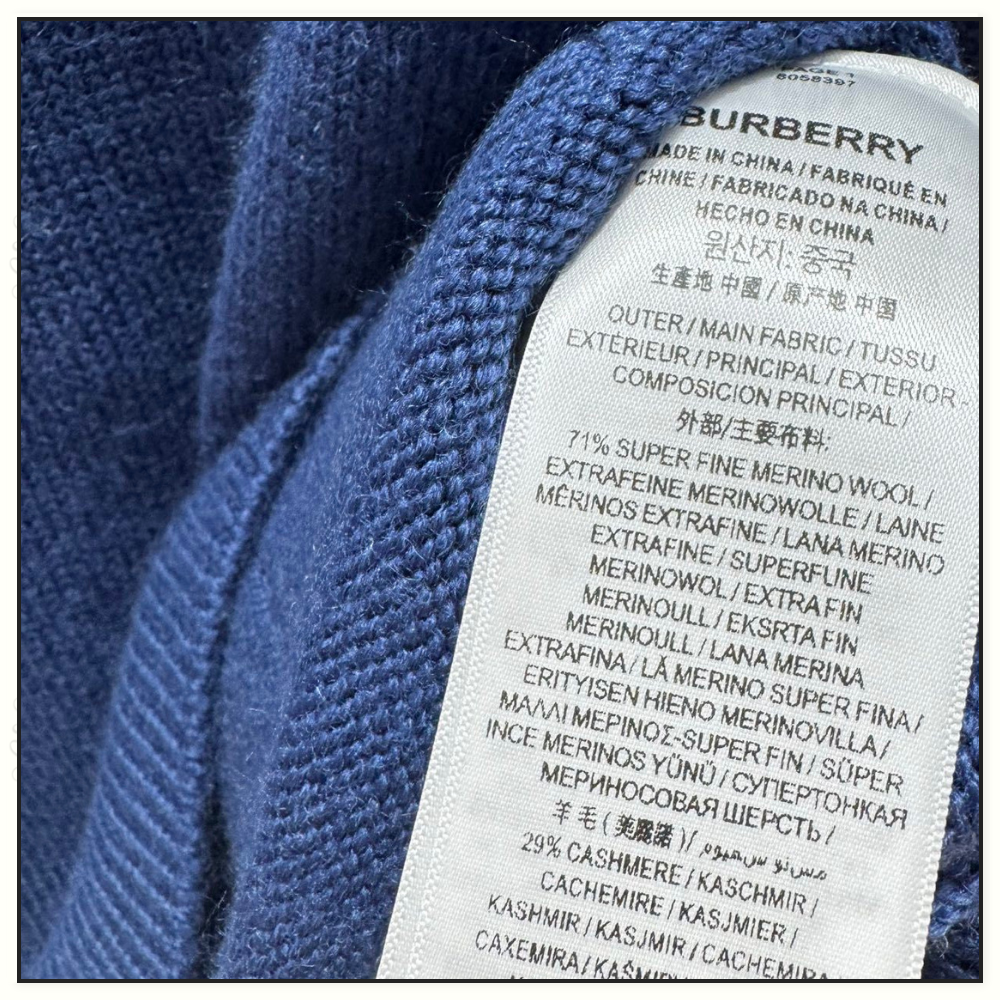 PAGE 1
8058397
BURBERRY
MADE IN CHINA / FABRIQUÉ EN
CHINE / FABRICADO NA CHINA /
HECHO EN CHINA
원산지: 중국
生產地 中國 / 原产地 中国
OUTER / MAIN FABRIC / TUSSU
EXTÉRIEUR / PRINCIPAL / EXTERIOR -
COMPOSICION PRINCIPAL /
外部/主要布料:
71% SUPER FINE MERINO WOOL /
EXTRAFEINE MERINOWOLLE / LAINE
MÉRINOS EXTRAFINE / LANA MERINO
EXTRAFINE / SUPERFIJNE
MERINOWOL / EXTRA FIN
MERINOULL / EKSRTA FIN
MERINOULL / LANA MERINA
EXTRAFINA / LÃ MERINO SUPER FINA /
ERITYISEN HIENO MERINOVILLA /
ΜΑΛΛΙ ΜΕΡΙΝΟΣ-SUPER FIN / SÜPER
INCE MERINOS YÜNÜ / СУПЕРТОНКАЯ
МЕРИНОСОВАЯ ШЕРСТЬ /
羊毛 (美麗諾) /
29% CASHMERE / KASCHMIR /
CACHEMIRE / KASJMIER /
KASHMIR / KASJMIR / CACHEMIRA /
CAXEMIRA / KAŠMIR